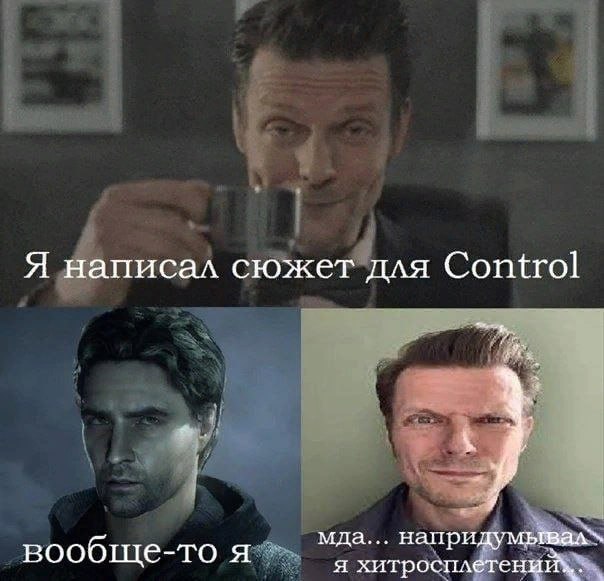 Я написал сюжет для Control
вообще-то я
мда... напридумывал
я хитросплетений...